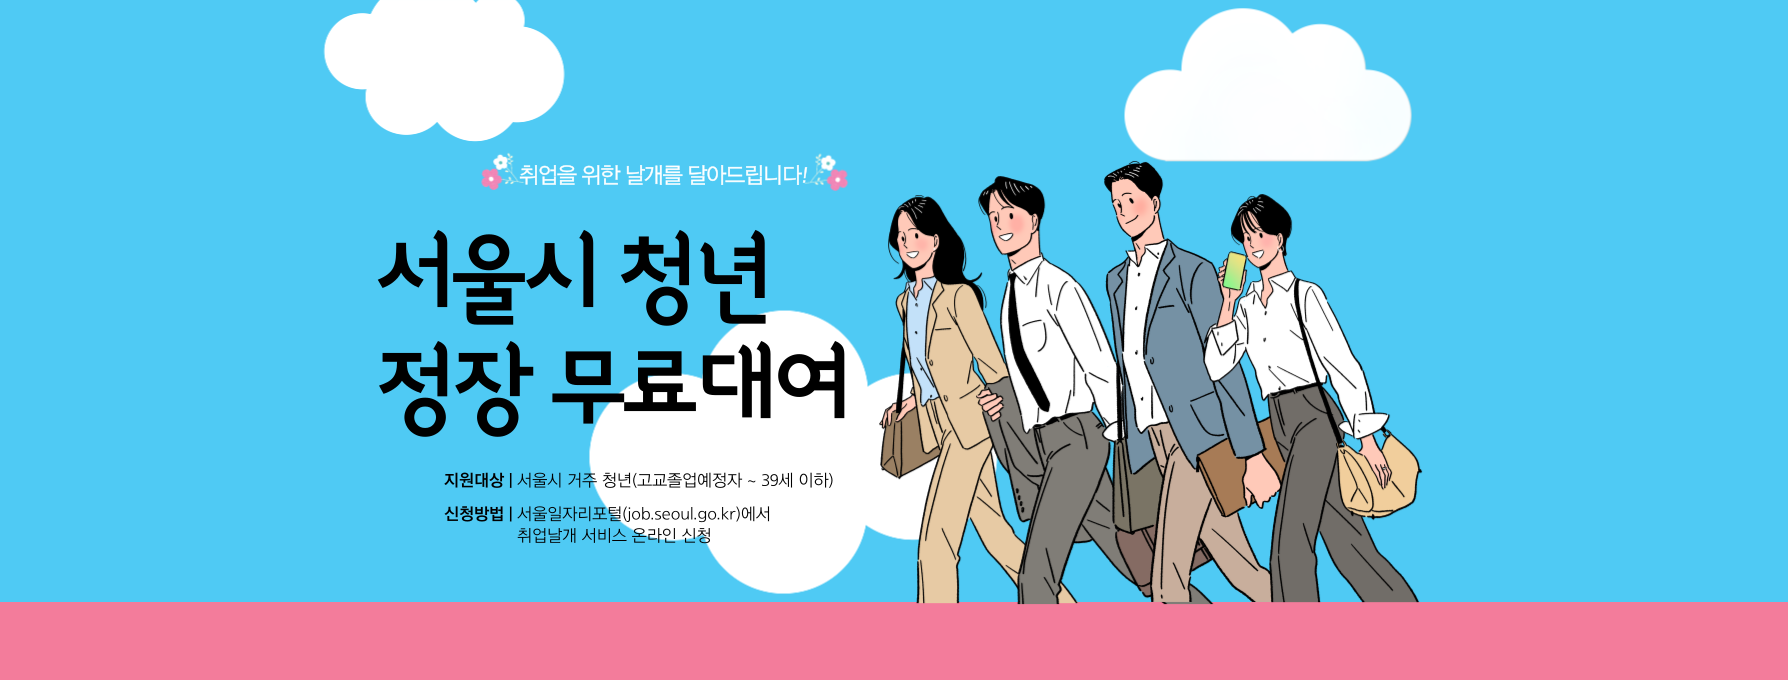 취업을 위한 날개를 달아드립니다!
서울시 청년
정장 무료대여
지원대상 | 서울시 거주 청년(고교졸업예정자 ~ 39세 이하)
신청방법 | 서울일자리포털(job.seoul.go.kr)에서
취업날개 서비스 온라인 신청